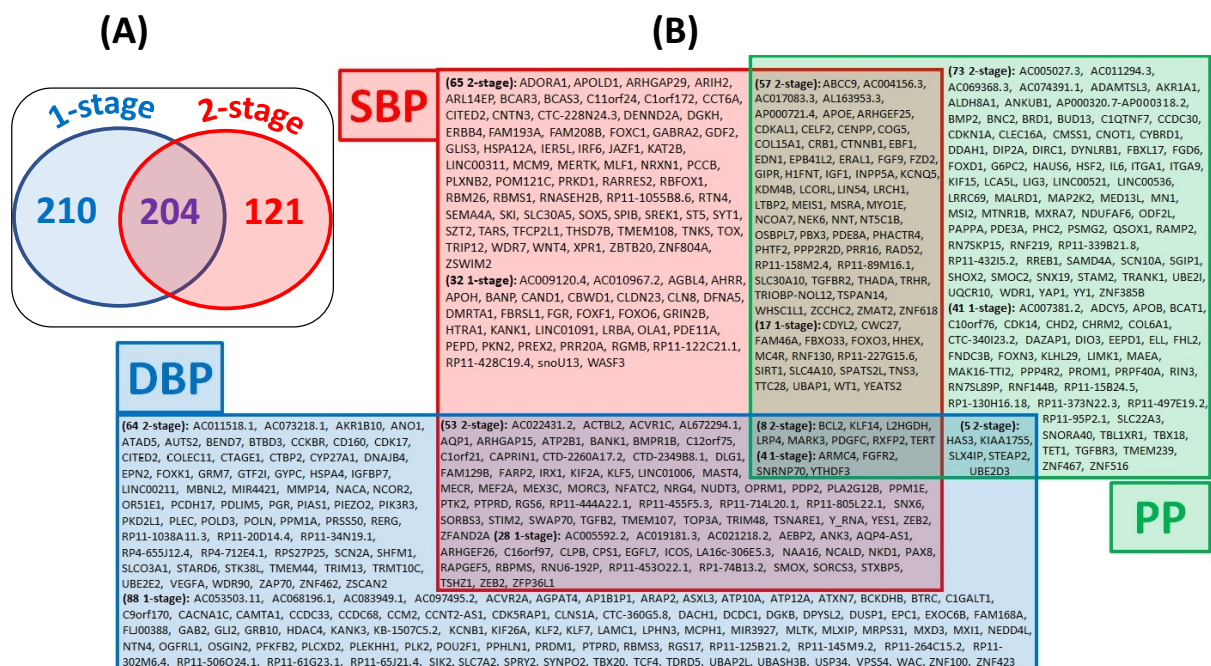 (A)
(B)
1-stage
2-stage
210
204
121
SBP
DBP
PP
(65 2-stage): ADORA1, APOLD1, ARHGAP29, ARIH2,
ARL14EP, BCAR3, BCAS3, C11orf24, C1orf172, CCT6A,
CITED2, CNTN3, CTC-228N24.3, DENND2A, DGKH,
ERBB4, FAM193A, FAM208B, FOXC1, GABRA2, GDF2,
GLIS3, HSPA12A, IER5L, IRF6, JAZF1, KAT2B,
LINC00311, MCM9, MERTK, MLF1, NRXN1, PCCB,
PLXNB2, POM121C, PRKD1, RARRES2, RBFOX1,
RBM26, RBMS1, RNASEH2B, RP11-1055B8.6, RTN4,
SEMA4A, SKI, SLC30A5, SOX5, SPIB, SREK1, ST5, SYT1,
SZT2, TARS, TFCP2L1, THSD7B, TMEM108, TNKS, TOX,
TRIP12, WDR7, WNT4, XPR1, ZBTB20, ZNF804A,
ZSWIM2
(32 1-stage): AC009120.4, AC010967.2, AGBL4, AHRR,
APOH, BANP, CAND1, CBWD1, CLDN23, CLN8, DFNA5,
DMRTA1, FBRSL1, FGR, FOXF1, FOXO6, GRIN2B,
HTRA1, KANK1, LINC01091, LRBA, OLA1, PDE11A,
PEPD, PKN2, PREX2, PRR20A, RGMB, RP11-122C21.1,
RP11-428C19.4, snoU13, WASF3
(57 2-stage): ABCC9, AC004156.3,
AC017083.3, AL163953.3,
AP000721.4, APOE, ARHGEF25,
CDKAL1, CELF2, CENPP, COG5,
COL15A1, CRB1, CTNNB1, EBF1,
EDN1, EPB41L2, ERAL1, FGF9, FZD2,
GIPR, H1FNT, IGF1, INPP5A, KCNQ5,
KDM4B, LCORL, LIN54, LRCH1,
LTBP2, MEIS1, MSRA, MYO1E,
NCOA7, NEK6, NNT, NT5C1B,
OSBPL7, PBX3, PDE8A, PHACTR4,
PHTF2, PPP2R2D, PRR16, RAD52,
RP11-158M2.4, RP11-89M16.1,
SLC30A10, TGFBR2, THADA, TRHR,
TRIOBP-NOL12, TSPAN14,
WHSC1L1, ZCCHC2, ZMAT2, ZNF618
(17 1-stage): CDYL2, CWC27,
FAM46A, FBXO33, FOXO3, HHEX,
MC4R, RNF130, RP11-227G15.6,
SIRT1, SLC4A10, SPATS2L, TNS3,
TTC28, UBAP1, WT1, YEATS2
(73 2-stage): AC005027.3, AC011294.3,
AC069368.3, AC074391.1, ADAMTSL3, AKR1A1,
ALDH8A1, ANKUB1, AP000320.7-AP000318.2,
BMP2, BNC2, BRD1, BUD13, C1QTNF7, CCDC30,
CDKN1A, CLEC16A, CMSS1, CNOT1, CYBRD1,
DDAH1, DIP2A, DIRC1, DYNLRB1, FBXL17, FGD6,
FOXD1, G6PC2, HAUS6, HSF2, IL6, ITGA1, ITGA9,
KIF15, LCA5L, LIG3, LINC00521, LINC00536,
LRRC69, MALRD1, MAP2K2, MED13L, MN1,
MSI2, MTNR1B, MXRA7, NDUFAF6, ODF2L,
PAPPA, PDE3A, PHC2, PSMG2, QSOX1, RAMP2,
RN7SKP15, RNF219, RP11-339B21.8,
RP11-432I5.2, RREB1, SAMD4A, SCN10A, SGIP1,
SHOX2, SMOC2, SNX19, STAM2, TRANK1, UBE2I,
UQCR10, WDR1, YAP1, YY1, ZNF385B
(41 1-stage): AC007381.2, ADCY5, APOB, BCAT1,
C10orf76, CDK14, CHD2, CHRM2, COL6A1,
CTC-340I23.2, DAZAP1, DIO3, EEPD1, ELL, FHL2,
FNDC3B, FOXN3, KLHL29, LIMK1, MAEA,
MAK16-TTI2, PPP4R2, PROM1, PRPF40A, RIN3,
RN7SL89P, RNF144B, RP11-15B24.5,
RP1-130H16.18, RP11-373N22.3, RP11-497E19.2,
RP11-95P2.1, SLC22A3,
SNORA40, TBL1XR1, TBX18,
TET1, TGFBR3, TMEM239,
ZNF467, ZNF516
(64 2-stage): AC011518.1, AC073218.1, AKR1B10, ANO1,
ATAD5, AUTS2, BEND7, BTBD3, CCKBR, CD160, CDK17,
CITED2, COLEC11, CTAGE1, CTBP2, CYP27A1, DNAJB4,
EPN2, FOXK1, GRM7, GTF2I, GYPC, HSPA4, IGFBP7,
LINC00211, MBNL2, MIR4421, MMP14, NACA, NCOR2,
OR51E1, PCDH17, PDLIM5, PGR, PIAS1, PIEZO2, PIK3R3,
PKD2L1, PLEC, POLD3, POLN, PPM1A, PRSS50, RERG,
RP11-1038A11.3, RP11-20D14.4, RP11-34N19.1,
RP4-655J12.4, RP4-712E4.1, RPS27P25, SCN2A, SHFM1,
SLCO3A1, STARD6, STK38L, TMEM44, TRIM13, TRMT10C,
UBE2E2, VEGFA, WDR90, ZAP70, ZNF462, ZSCAN2
(53 2-stage): AC022431.2, ACTBL2, ACVR1C, AL672294.1,
AQP1, ARHGAP15, ATP2B1, BANK1, BMPR1B, C12orf75,
C1orf21, CAPRIN1, CTD-2260A17.2, CTD-2349B8.1, DLG1,
FAM129B, FARP2, IRX1, KIF2A, KLF5, LINC01006, MAST4,
MECR, MEF2A, MEX3C, MORC3, NFATC2, NRG4, NUDT3, OPRM1, PDP2, PLA2G12B, PPM1E,
PTK2, PTPRD, RGS6, RP11-444A22.1, RP11-455F5.3, RP11-714L20.1, RP11-805L22.1, SNX6,
SORBS3, STIM2, SWAP70, TGFB2, TMEM107, TOP3A, TRIM48, TSNARE1, Y_RNA, YES1, ZEB2,
ZFAND2A (28 1-stage): AC005592.2, AC019181.3, AC021218.2, AEBP2, ANK3, AQP4-AS1,
ARHGEF26, C16orf97, CLPB, CPS1, EGFL7, ICOS, LA16c-306E5.3, NAA16, NCALD, NKD1, PAX8,
RAPGEF5, RBPMS, RNU6-192P, RP11-453O22.1, RP1-74B13.2, SMOX, SORCS3, STXBP5,
TSHZ1, ZEB2, ZFP36L1
(8 2-stage): BCL2, KLF14, L2HGDH,
LRP4, MARK3, PDGFC, RXFP2, TERT
(4 1-stage): ARMC4, FGFR2,
SNRNP70, YTHDF3
(5 2-stage):
HAS3, KIAA1755,
SLX4IP, STEAP2,
UBE2D3
(88 1-stage): AC053503.11, AC068196.1, AC083949.1, AC097495.2, ACVR2A, AGPAT4, AP1B1P1, ARAP2, ASXL3, ATP10A, ATP12A, ATXN7, BCKDHB, BTRC, C1GALT1,
C9orf170, CACNA1C, CAMTA1, CCDC33, CCDC68, CCM2, CCNT2-AS1, CDK5RAP1, CLNS1A, CTC-360G5.8, DACH1, DCDC1, DGKB, DPYSL2, DUSP1, EPC1, EXOC6B, FAM168A,
FLJ00388, GAB2, GLI2, GRB10, HDAC4, KANK3, KB-1507C5.2, KCNB1, KIF26A, KLF2, KLF7, LAMC1, LPHN3, MCPH1, MIR3927, MLTK, MLXIP, MRPS31, MXD3, MXI1, NEDD4L,
NTN4, OGFRL1, OSGIN2, PFKFB2, PLCXD2, PLEKHH1, PLK2, POU2F1, PPHLN1, PRDM1, PTPRD, RBMS3, RGS17, RP11-125B21.2, RP11-145M9.2, RP11-264C15.2, RP11-
302M6.4, RP11-506O24.1, RP11-61G23.1, RP11-65J21.4, SIK2, SLC7A2, SPRY2, SYNPO2, TBX20, TCF4, TDRD5, UBAP2L, UBASH3B, USP34, VPS54, WAC, ZNF100, ZNF423